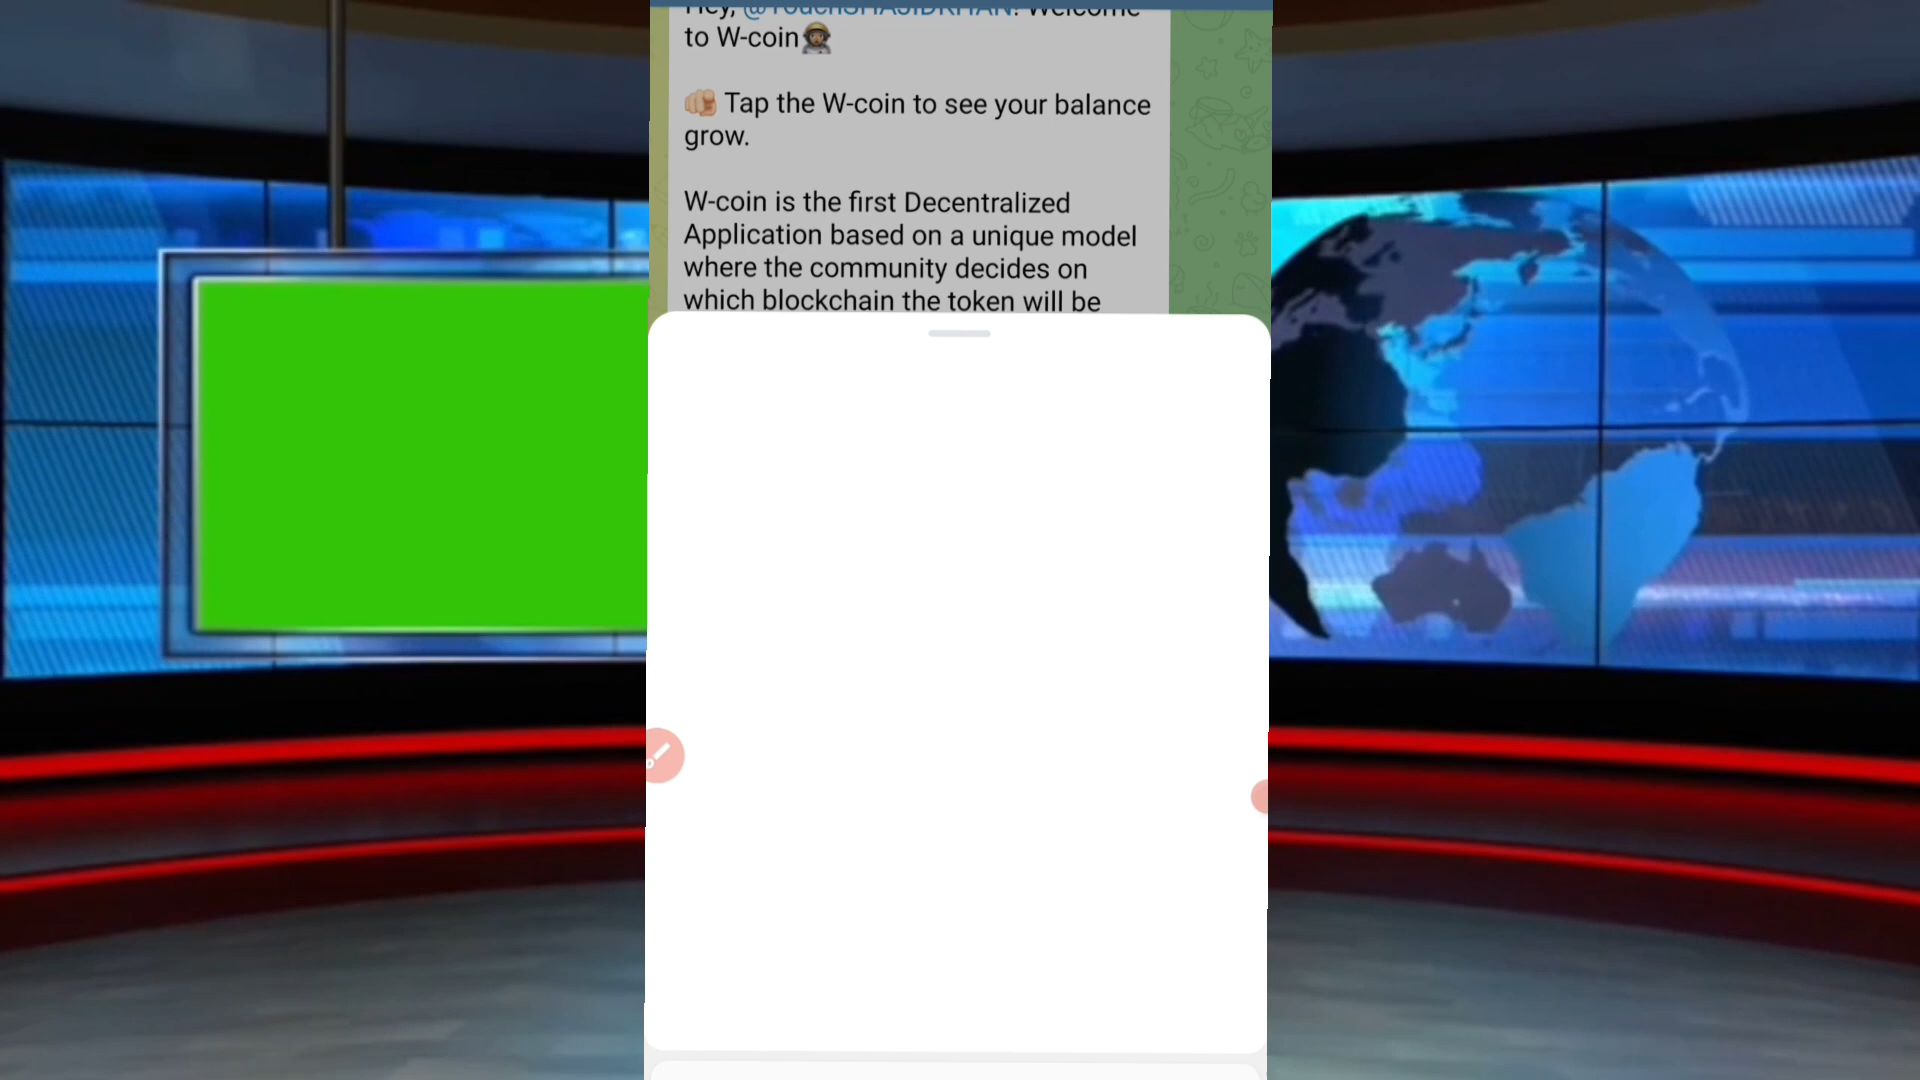 to W-coin
Tap the W-coin to see your balance
grow.
W-coin is the first Decentralized
Application based on a unique model
where the community decides on
which blockchain the token will be